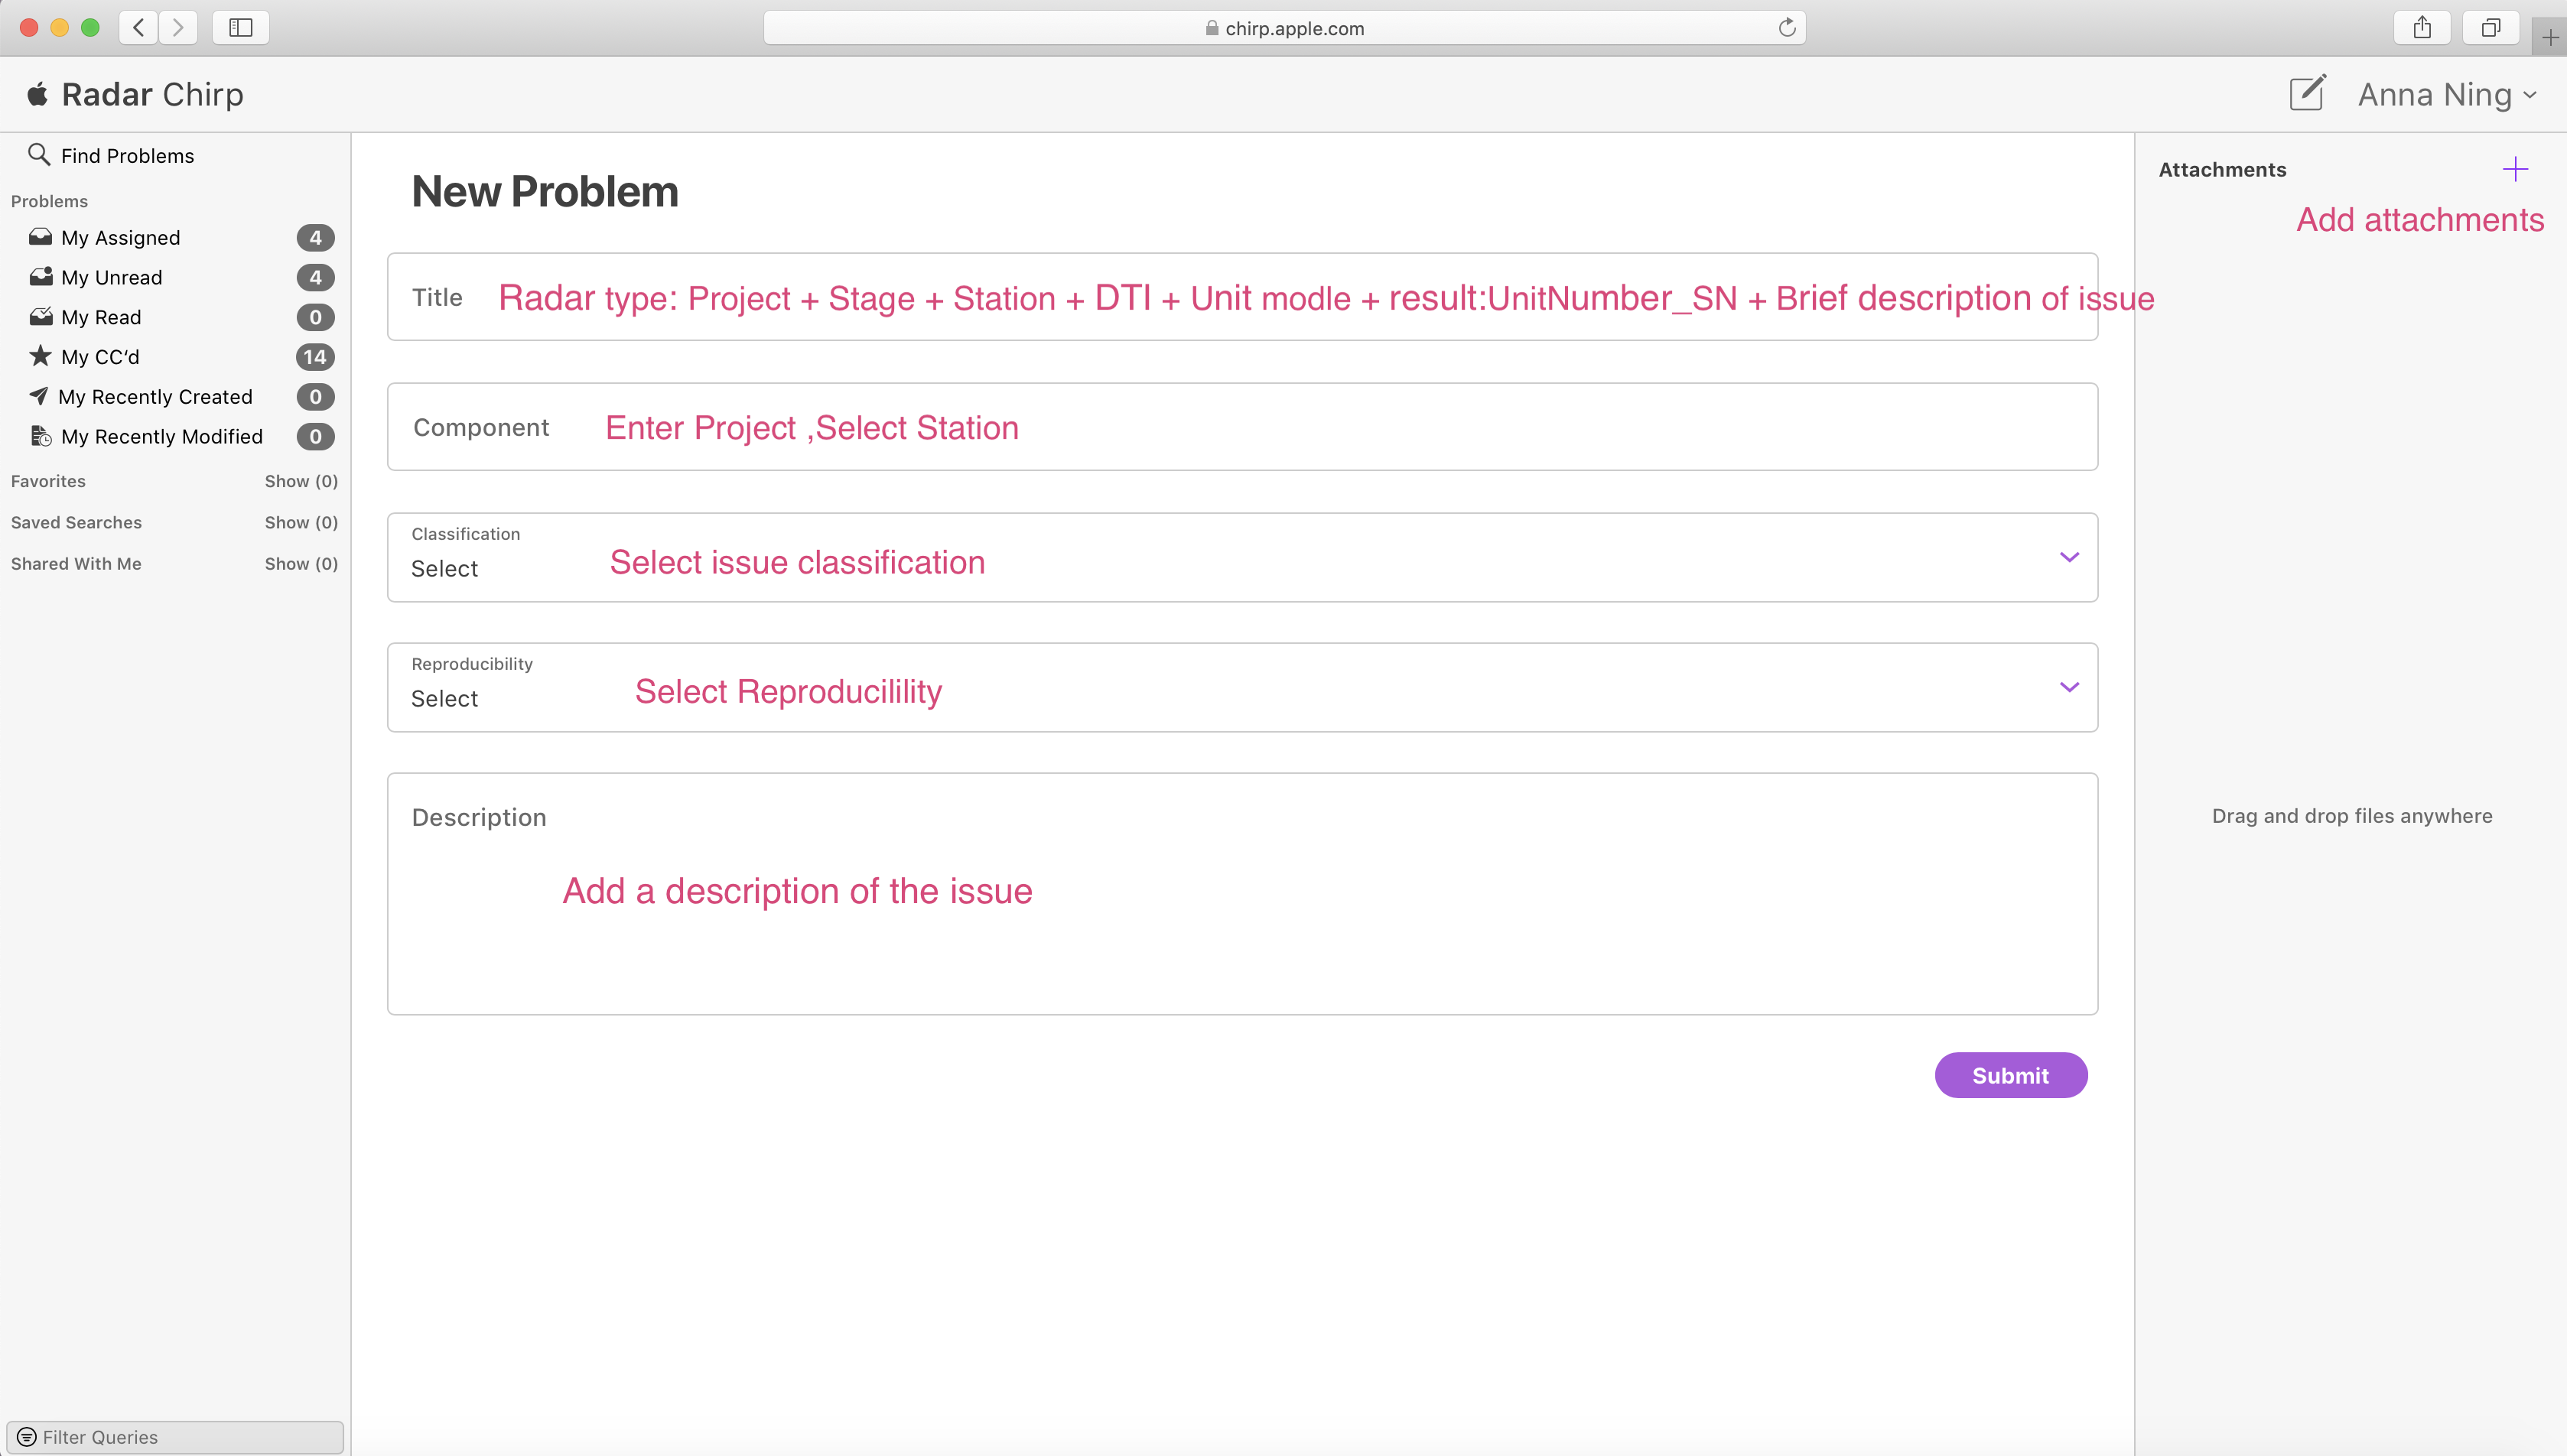 chirp.apple.com
Radar Chirp
Anna Ning
Find Problems
Problems
My Assigned 4
My Unread 4
My Read 0
My CC'd 14
My Recently Created 0
My Recently Modified 0
Favorites Show (0)
Saved Searches Show (0)
Shared With Me Show (0)
Filter Queries
New Problem
Title Radar type: Project + Stage + Station + DTI + Unit modle + result:UnitNumber_SN + Brief description of issue
Component Enter Project ,Select Station
Classification
Select Select issue classification
Reproducibility
Select Select Reproducilility
Description
Add a description of the issue
Submit
Attachments
Add attachments
Drag and drop files anywhere